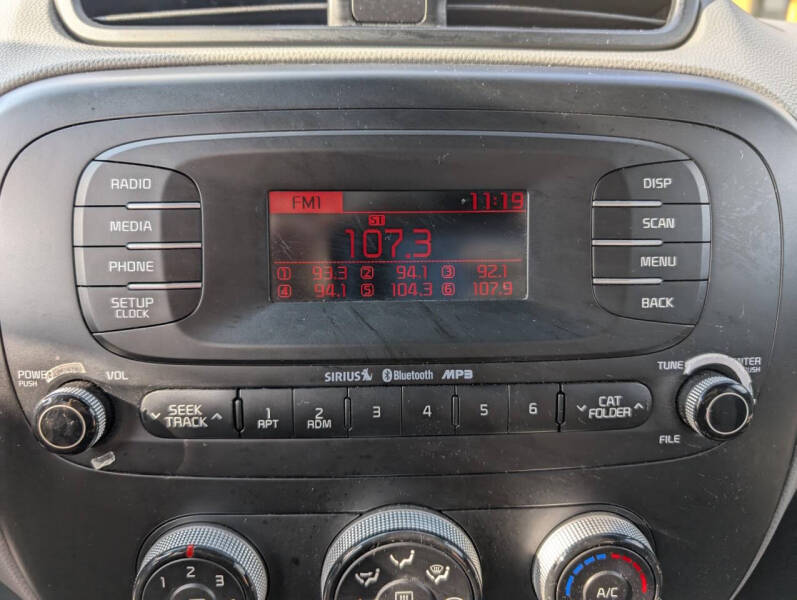 RADIO
MEDIA
PHONE
SETUP
CLOCK
FM1 11:19
ST
107.3
1 93.3 2 94.1 3 92.1
4 94.1 5 104.3 6 107.9
DISP
SCAN
MENU
BACK
POWER
PUSH
VOL
SIRIUS Bluetooth MP3
TUNE
FILE
SEEK
TRACK
1
RPT
2
RDM
3
4
5
6
CAT
FOLDER
1 2 3
A/C